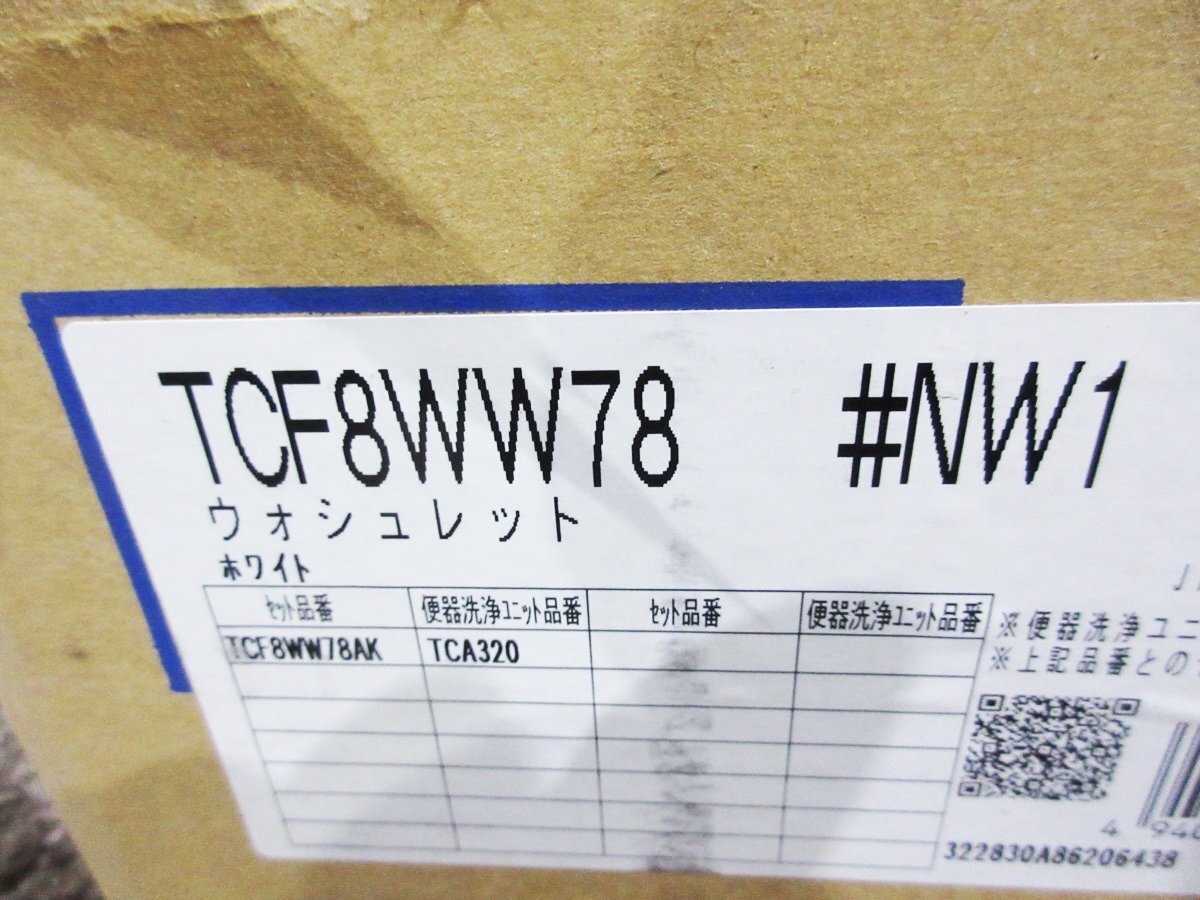 TCF8WW78 #NW1
ウォシュレット
ホワイト
セット品番 便器洗浄ユニット品番 セット品番 便器洗浄ユニット品番
TCF8WW78AK TCA320
※便器洗浄ユニ
※上記品番との
4 940
322830A86206438